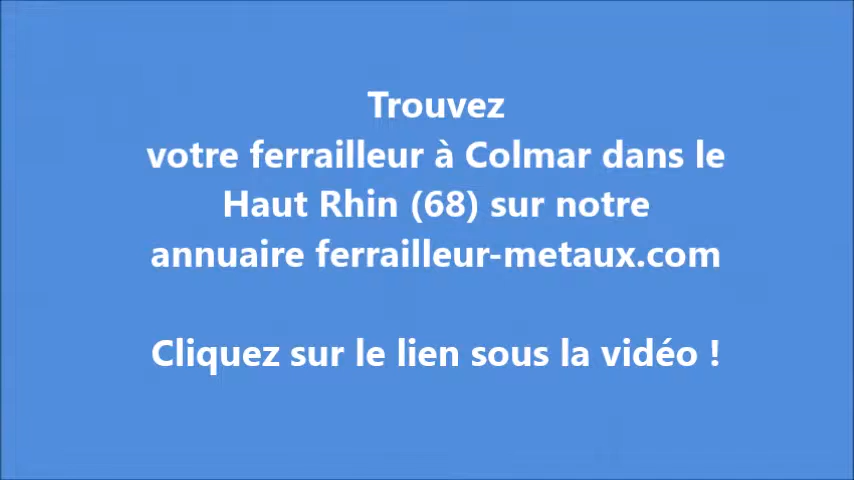 Trouvez
votre ferrailleur à Colmar dans le
Haut Rhin (68) sur notre
annuaire ferrailleur-metaux.com
Cliquez sur le lien sous la vidéo !